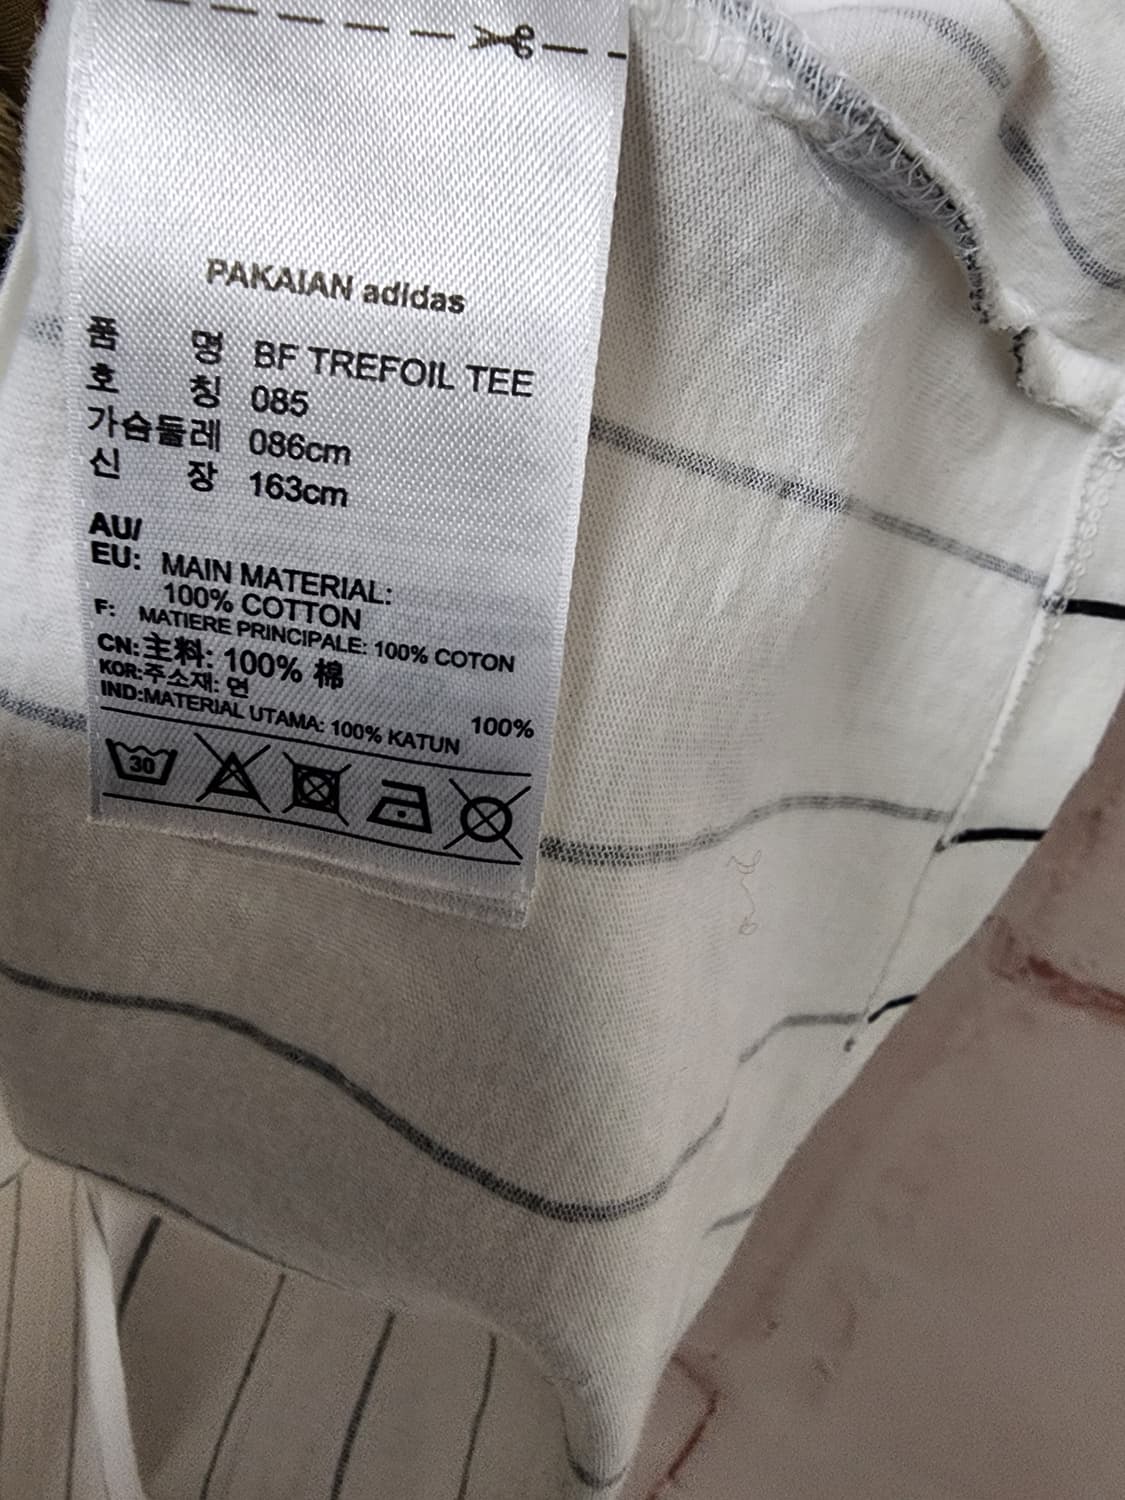 PAKAIAN adidas
품 명 BF TREFOIL TEE
호 칭 085
가슴둘레 086cm
신 장 163cm
AU/
EU: MAIN MATERIAL:
100% COTTON
F: MATIERE PRINCIPALE: 100% COTON
CN:主料: 100% 棉
KOR:주소재: 면 100%
IND:MATERIAL UTAMA: 100% KATUN
30